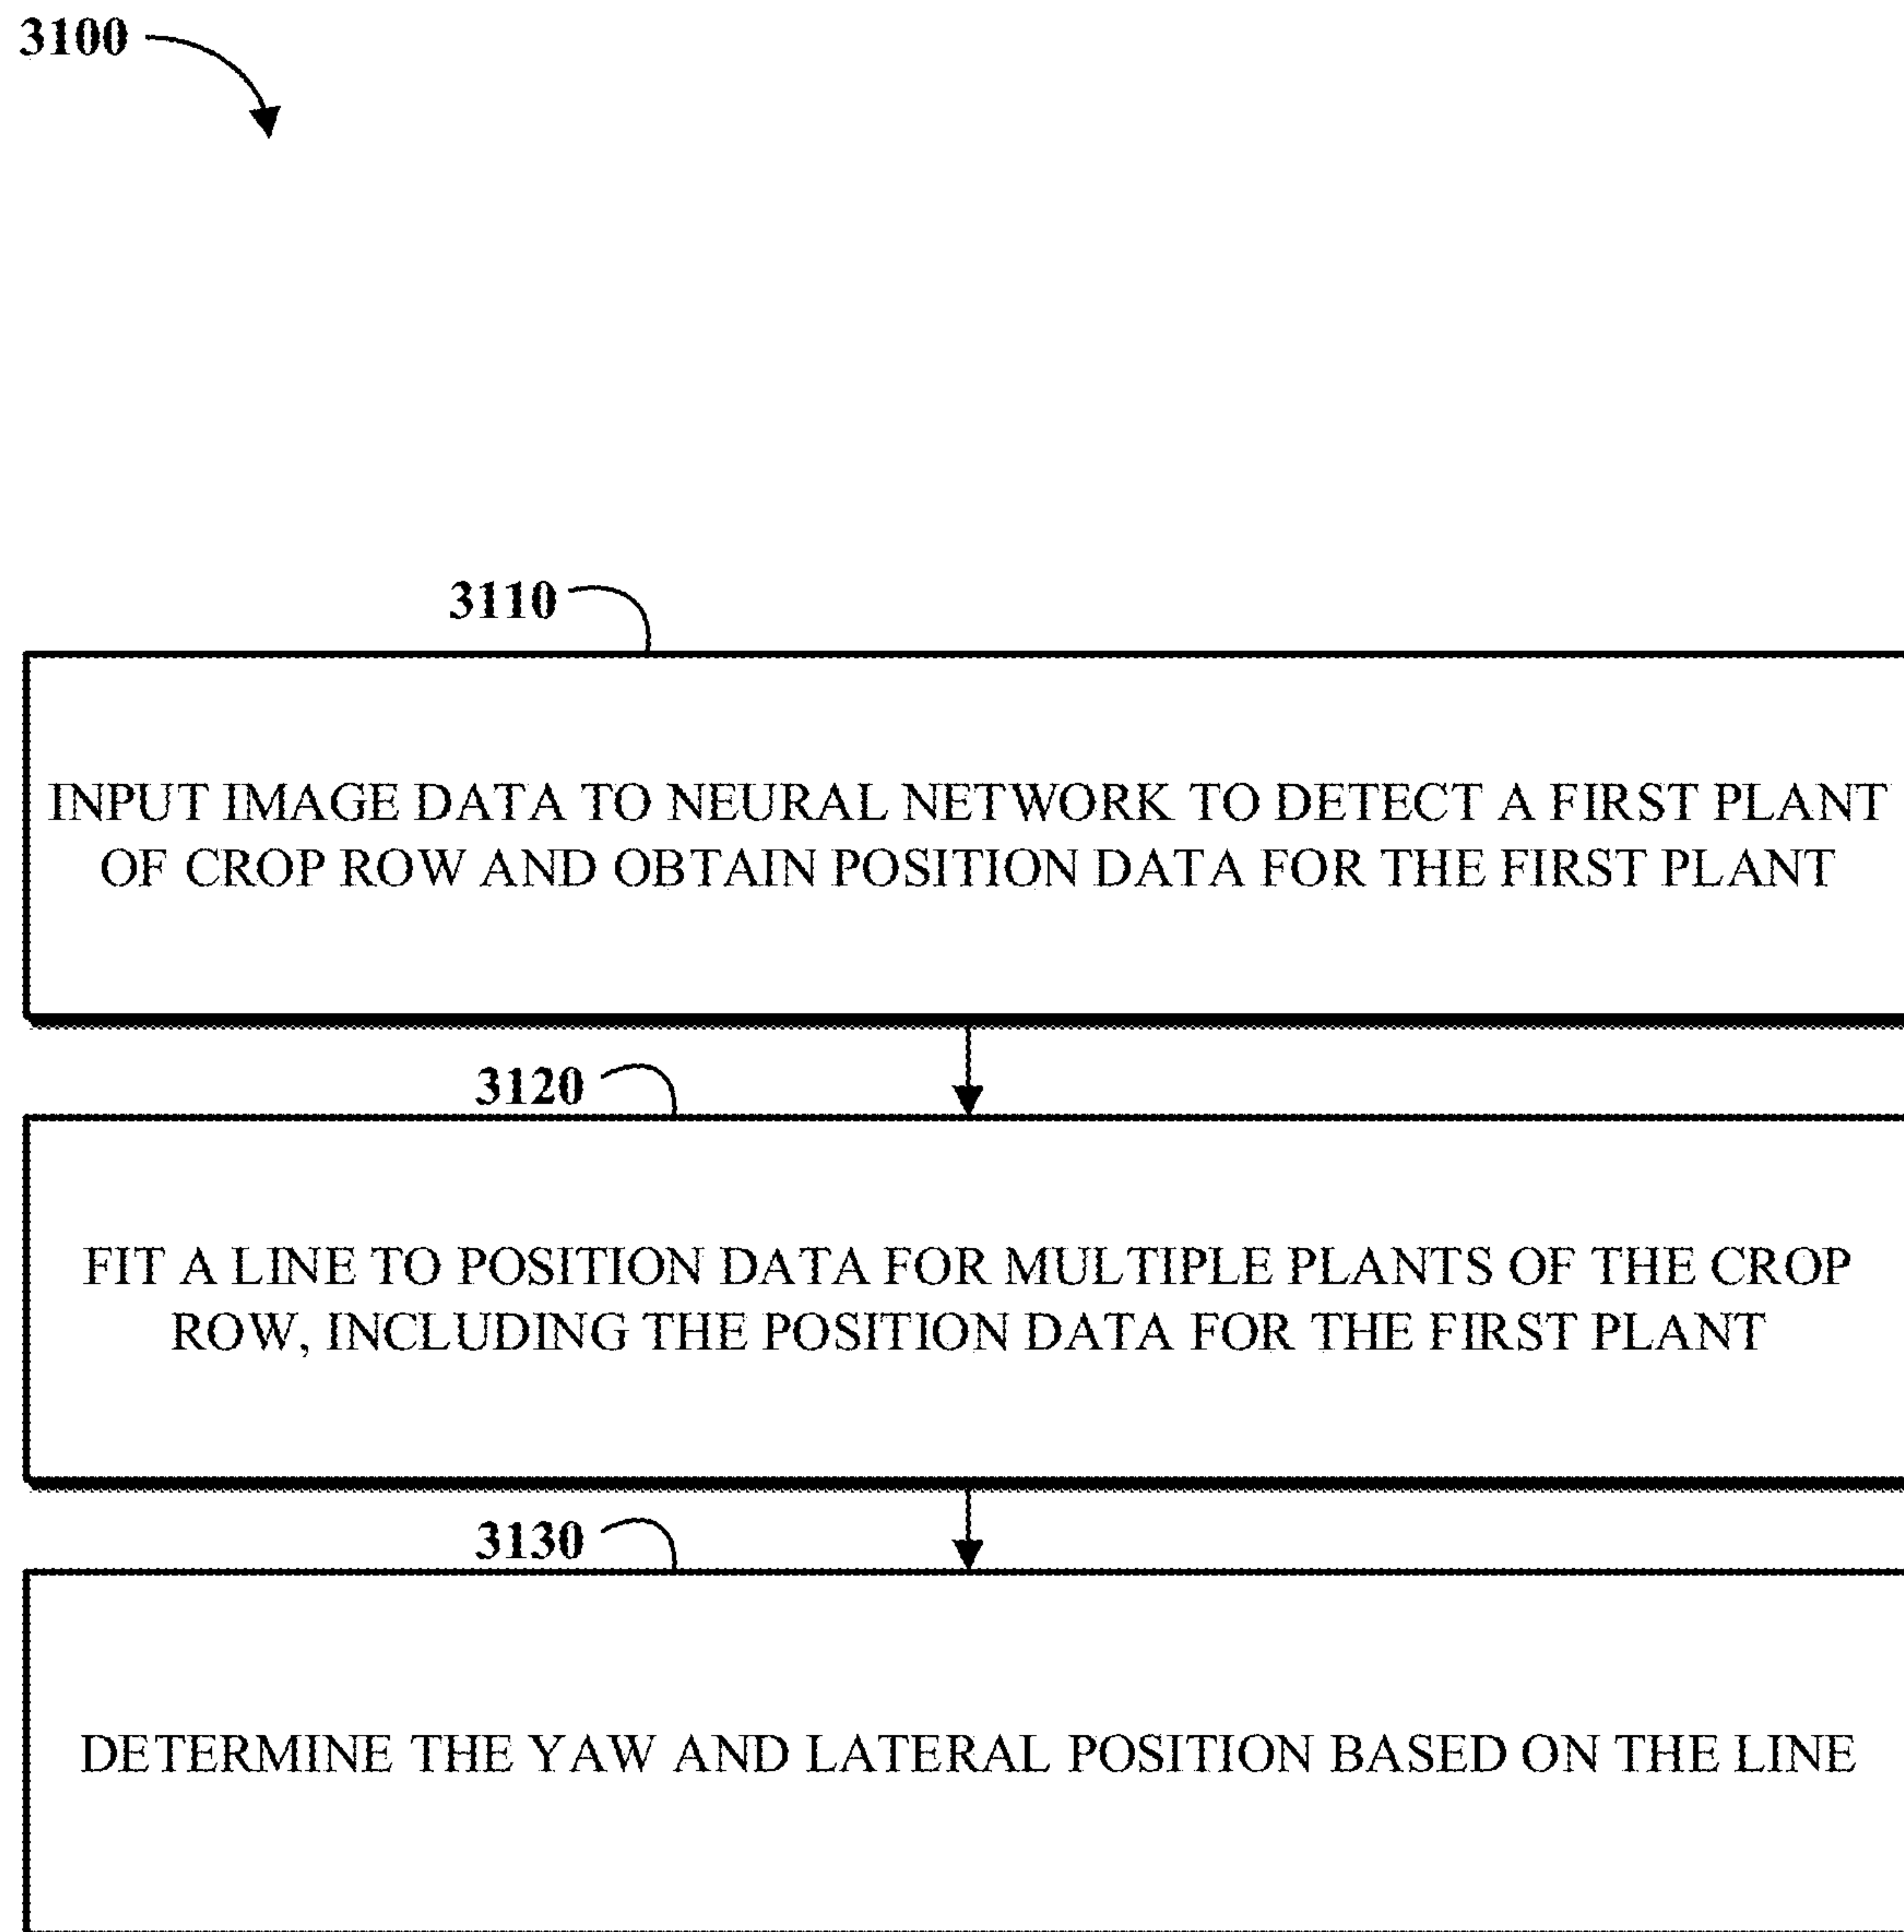 3100
3110
INPUT IMAGE DATA TO NEURAL NETWORK TO DETECT A FIRST PLANT
OF CROP ROW AND OBTAIN POSITION DATA FOR THE FIRST PLANT
3120
FIT A LINE TO POSITION DATA FOR MULTIPLE PLANTS OF THE CROP
ROW, INCLUDING THE POSITION DATA FOR THE FIRST PLANT
3130
DETERMINE THE YAW AND LATERAL POSITION BASED ON THE LINE